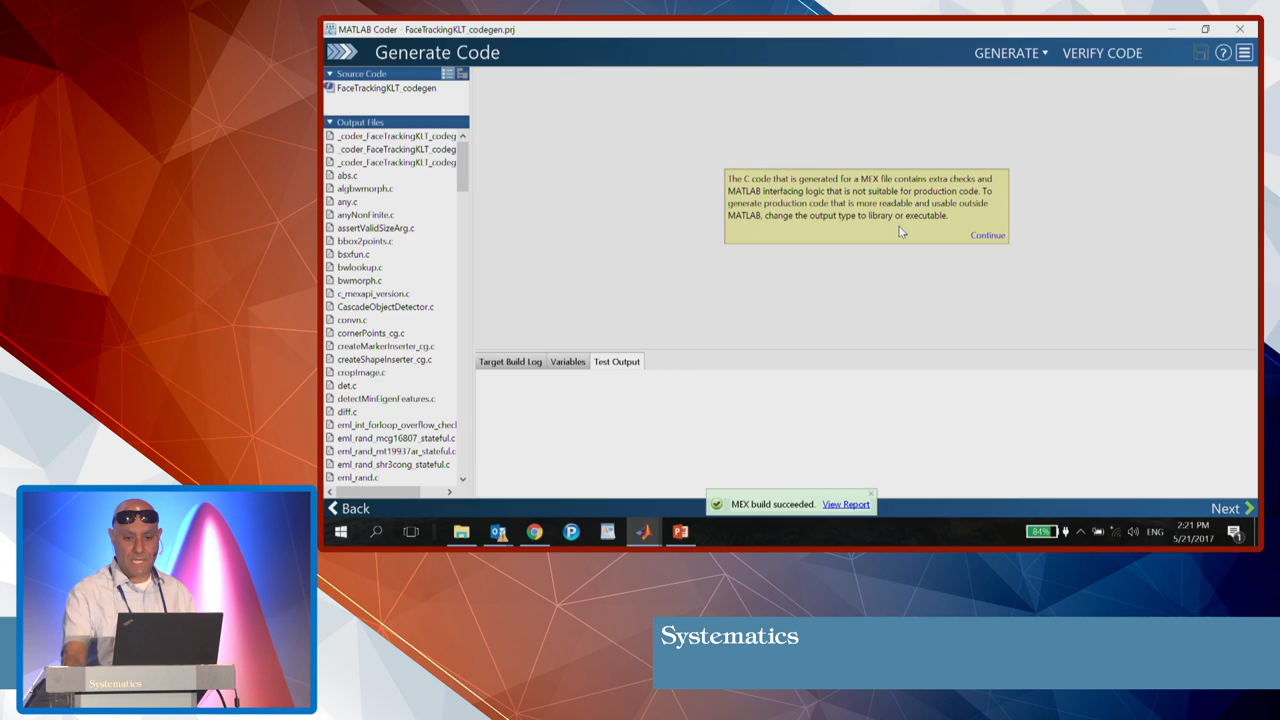 MATLAB Coder - FaceTrackingKLT_codegen.prj
Generate Code
GENERATE
VERIFY CODE
?
Source Code
FaceTrackingKLT_codegen
Output Files
_coder_FaceTrackingKLT_codeg
_coder_FaceTrackingKLT_codeg
_coder_FaceTrackingKLT_codeg
abs.c
algbwmorph.c
any.c
anyNonFinite.c
assertValidSizeArg.c
bbox2points.c
bsxfun.c
bwlookup.c
bwmorph.c
c_mexapi_version.c
CascadeObjectDetector.c
convn.c
cornerPoints_cg.c
createMarkerInserter_cg.c
createShapeInserter_cg.c
cropImage.c
det.c
detectMinEigenFeatures.c
diff.c
eml_int_forloop_overflow_checl
eml_rand_mcg16807_stateful.c
eml_rand_mt19937ar_stateful.c
eml_rand_shr3cong_stateful.c
eml_rand.c
The C code that is generated for a MEX file contains extra checks and
MATLAB interfacing logic that is not suitable for production code. To
generate production code that is more readable and usable outside
MATLAB, change the output type to library or executable.
Continue
Target Build Log
Variables
Test Output
MEX build succeeded. View Report
Back
Next
84%
ENG
2:21 PM
5/21/2017
1
Systematics
Systematics